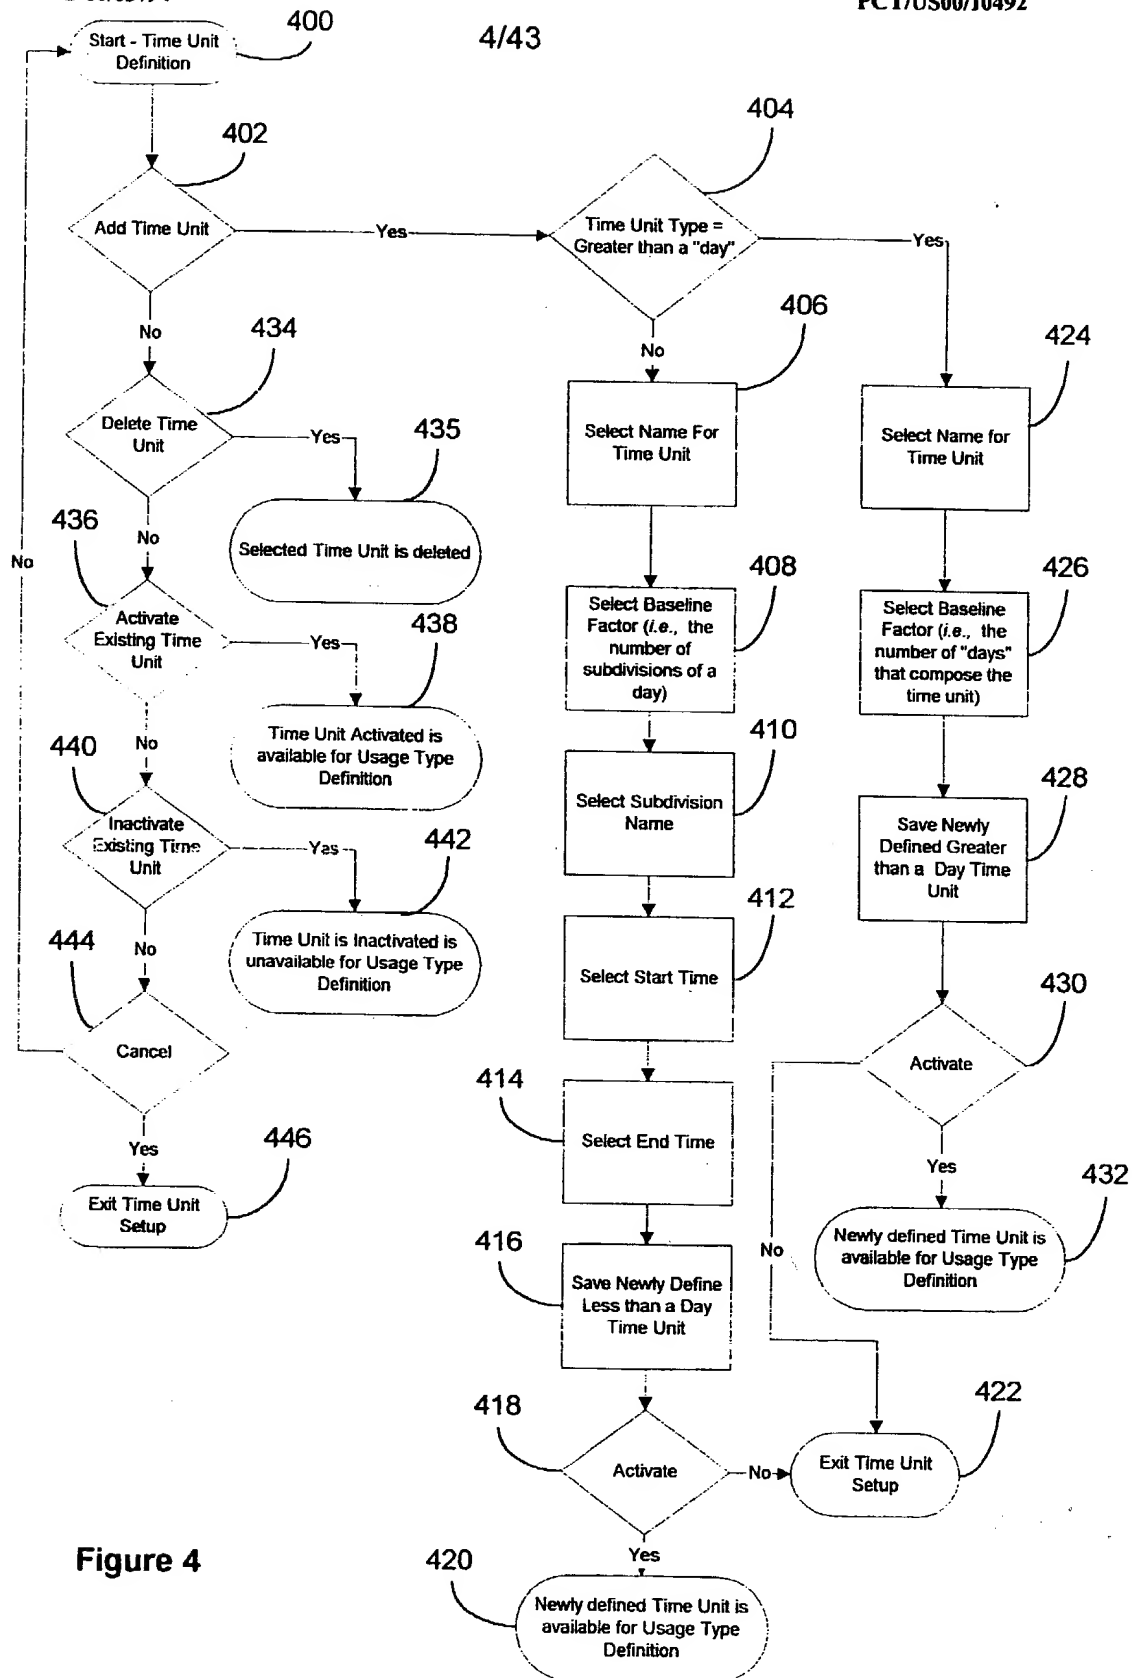 PCT/US00/10492
4/43
400
Start - Time Unit
Definition
402
Add Time Unit
Yes
404
Time Unit Type =
Greater than a "day"
Yes
No
434
Delete Time
Unit
Yes
435
Selected Time Unit is deleted
No
436
Activate
Existing Time
Unit
Yes
438
Time Unit Activated is
available for Usage Type
Definition
No
440
Inactivate
Existing Time
Unit
Yes
442
Time Unit is Inactivated is
unavailable for Usage Type
Definition
No
444
Cancel
No
Yes
446
Exit Time Unit
Setup
No
406
Select Name For
Time Unit
408
Select Baseline
Factor (i.e., the
number of
subdivisions of a
day)
410
Select Subdivision
Name
412
Select Start Time
414
Select End Time
416
Save Newly Define
Less than a Day
Time Unit
418
Activate
No
Yes
420
Newly defined Time Unit is
available for Usage Type
Definition
424
Select Name for
Time Unit
426
Select Baseline
Factor (i.e., the
number of "days"
that compose the
time unit)
428
Save Newly
Defined Greater
than a Day Time
Unit
430
Activate
Yes
432
Newly defined Time Unit is
available for Usage Type
Definition
No
422
Exit Time Unit
Setup
Figure 4